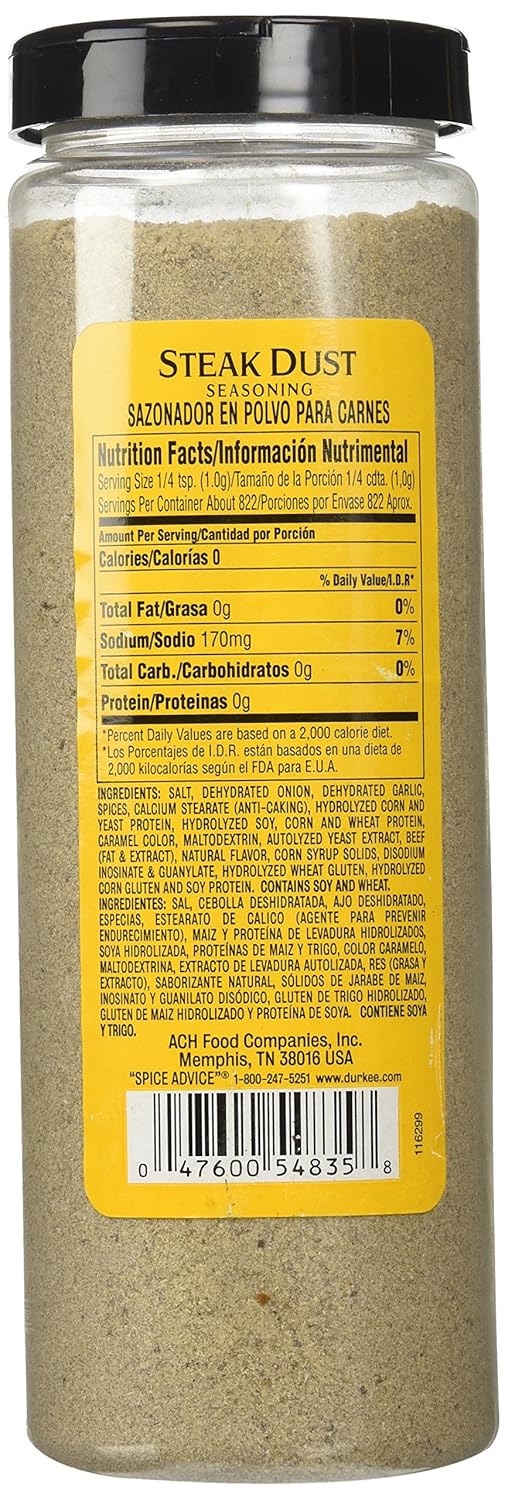 STEAK DUST
SEASONING
SAZONADOR EN POLVO PARA CARNES
Nutrition Facts/Información Nutrimental
Serving Size 1/4 tsp. (1.0g)/Tamaño de la Porción 1/4 cdta. (1,0g)
Servings Per Container About 822/Porciones por Envase 822 Aprox.
Amount Per Serving/Cantidad por Porción
Calories/Calorías 0
% Daily Value/I.D.R*
Total Fat/Grasa 0g 0%
Sodium/Sodio 170mg 7%
Total Carb./Carbohidratos 0g 0%
Protein/Proteinas 0g
*Percent Daily Values are based on a 2,000 calorie diet.
*Los Porcentajes de I.D.R. están basados en una dieta de
2,000 kilocalorías según el FDA para E.U.A.
INGREDIENTS: SALT, DEHYDRATED ONION, DEHYDRATED GARLIC,
SPICES, CALCIUM STEARATE (ANTI-CAKING), HYDROLYZED CORN AND
YEAST PROTEIN, HYDROLYZED SOY, CORN AND WHEAT PROTEIN,
CARAMEL COLOR, MALTODEXTRIN, AUTOLYZED YEAST EXTRACT, BEEF
(FAT & EXTRACT), NATURAL FLAVOR, CORN SYRUP SOLIDS, DISODIUM
INOSINATE & GUANYLATE, HYDROLYZED WHEAT GLUTEN, HYDROLYZED
CORN GLUTEN AND SOY PROTEIN. CONTAINS SOY AND WHEAT.
INGREDIENTES: SAL, CEBOLLA DESHIDRATADA, AJO DESHIDRATADO,
ESPECIAS, ESTEARATO DE CALICO (AGENTE PARA PREVENIR
ENDURECIMIENTO), MAIZ Y PROTEÍNA DE LEVADURA HIDROLIZADOS,
SOYA HIDROLIZADA, PROTEÍNAS DE MAIZ Y TRIGO, COLOR CARAMELO,
MALTODEXTRINA, EXTRACTO DE LEVADURA AUTOLIZADA, RES (GRASA Y
EXTRACTO), SABORIZANTE NATURAL, SÓLIDOS DE JARABE DE MAIZ,
INOSINATO Y GUANILATO DISÓDICO, GLUTEN DE TRIGO HIDROLIZADO,
GLUTEN DE MAIZ HIDROLIZADO Y PROTEÍNA DE SOYA. CONTIENE SOYA
Y TRIGO.
ACH Food Companies, Inc.
Memphis, TN 38016 USA
"SPICE ADVICE"® 1-800-247-5251 www.durkee.com
116299
0 47600 54835 8